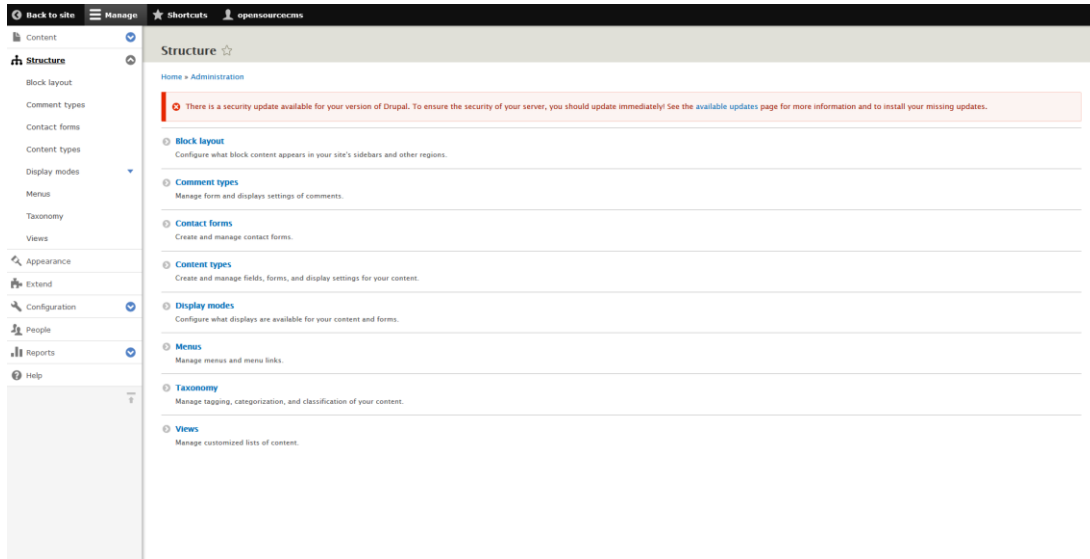 Back to site Manage Shortcuts opensourcecms
Content
Structure
Block layout
Comment types
Contact forms
Content types
Display modes
Menus
Taxonomy
Views
Appearance
Extend
Configuration
People
Reports
Help
Structure
Home » Administration
There is a security update available for your version of Drupal. To ensure the security of your server, you should update immediately! See the available updates page for more information and to install your missing updates.
Block layout
Configure what block content appears in your site's sidebars and other regions.
Comment types
Manage form and displays settings of comments.
Contact forms
Create and manage contact forms.
Content types
Create and manage fields, forms, and display settings for your content.
Display modes
Configure what displays are available for your content and forms.
Menus
Manage menus and menu links.
Taxonomy
Manage tagging, categorization, and classification of your content.
Views
Manage customized lists of content.